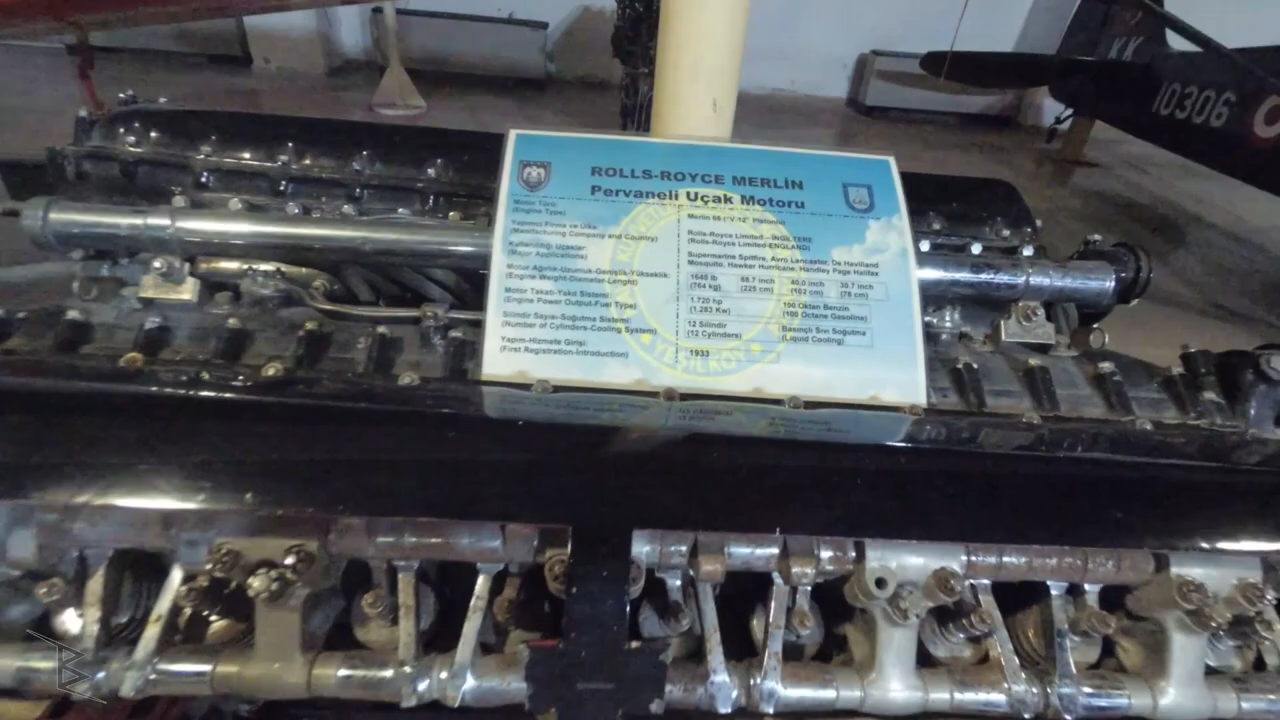 KK
10306
ROLLS-ROYCE MERLİN
Pervaneli Uçak Motoru
Motor Türü:
(Engine Type)
Merlin 66 ("V-12" Pistonlu)
Yapımcı Firma ve Ülke:
(Manifacturing Company and Country)
Rolls-Royce Limited—İNGİLTERE
(Rolls-Royce Limited-ENGLAND)
Kullanıldığı Uçaklar:
(Major Applications)
Supermarine Spitfire, Avro Lancaster, De Havilland
Mosquito, Hawker Hurricane, Handley Page Halifax
Motor Ağırlık-Uzunluk-Genişlik-Yükseklik:
(Engine Weight-Diameter-Lenght)
1645 lb 88.7 inch 40.0 inch 30.7 inch
(764 kg) (225 cm) (102 cm) (78 cm)
Motor Takati-Yakıt Sistemi:
(Engine Power Output-Fuel Type)
1.720 hp 100 Oktan Benzin
(1.283 Kw) (100 Octane Gasoline)
Silindir Sayısı-Soğutma Sistemi:
(Number of Cylinders-Cooling System)
12 Silindir Basınçlı Sıvı Soğutma
(12 Cylinders) (Liquid Cooling)
Yapım-Hizmete Girişi:
(First Registration-Introduction)
1933
YEŞİLKÖY